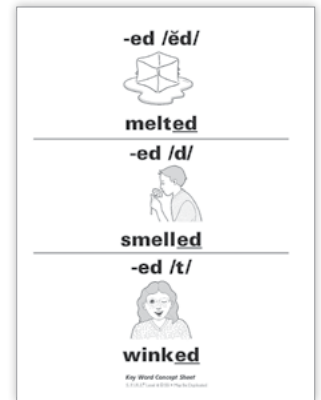 -ed /ĕd/
melted
-ed /d/
smelled
-ed /t/
winked
Key Word Concept Sheet